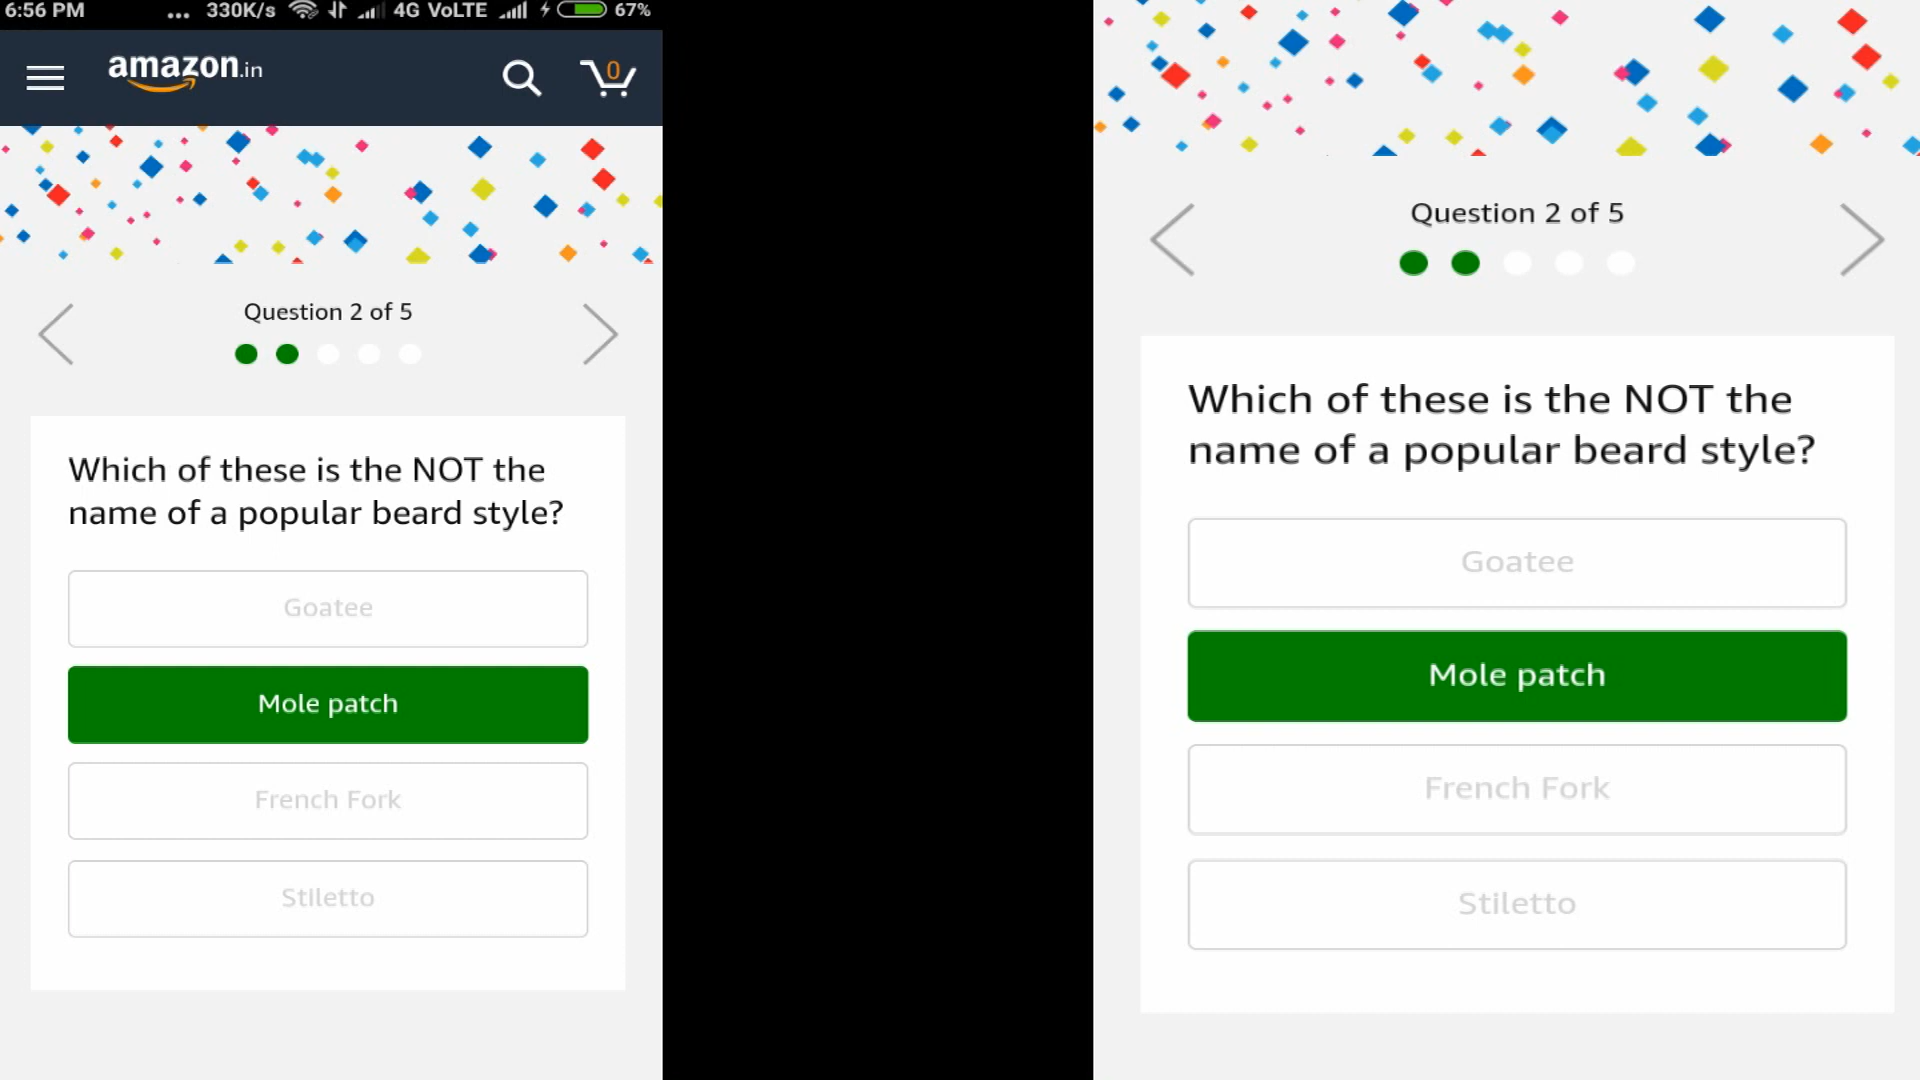 6:56 PM ... 330K/s 4G VoLTE 67%
amazon.in
0
Question 2 of 5
Which of these is the NOT the
name of a popular beard style?
Goatee
Mole patch
French Fork
Stiletto
Question 2 of 5
Which of these is the NOT the
name of a popular beard style?
Goatee
Mole patch
French Fork
Stiletto